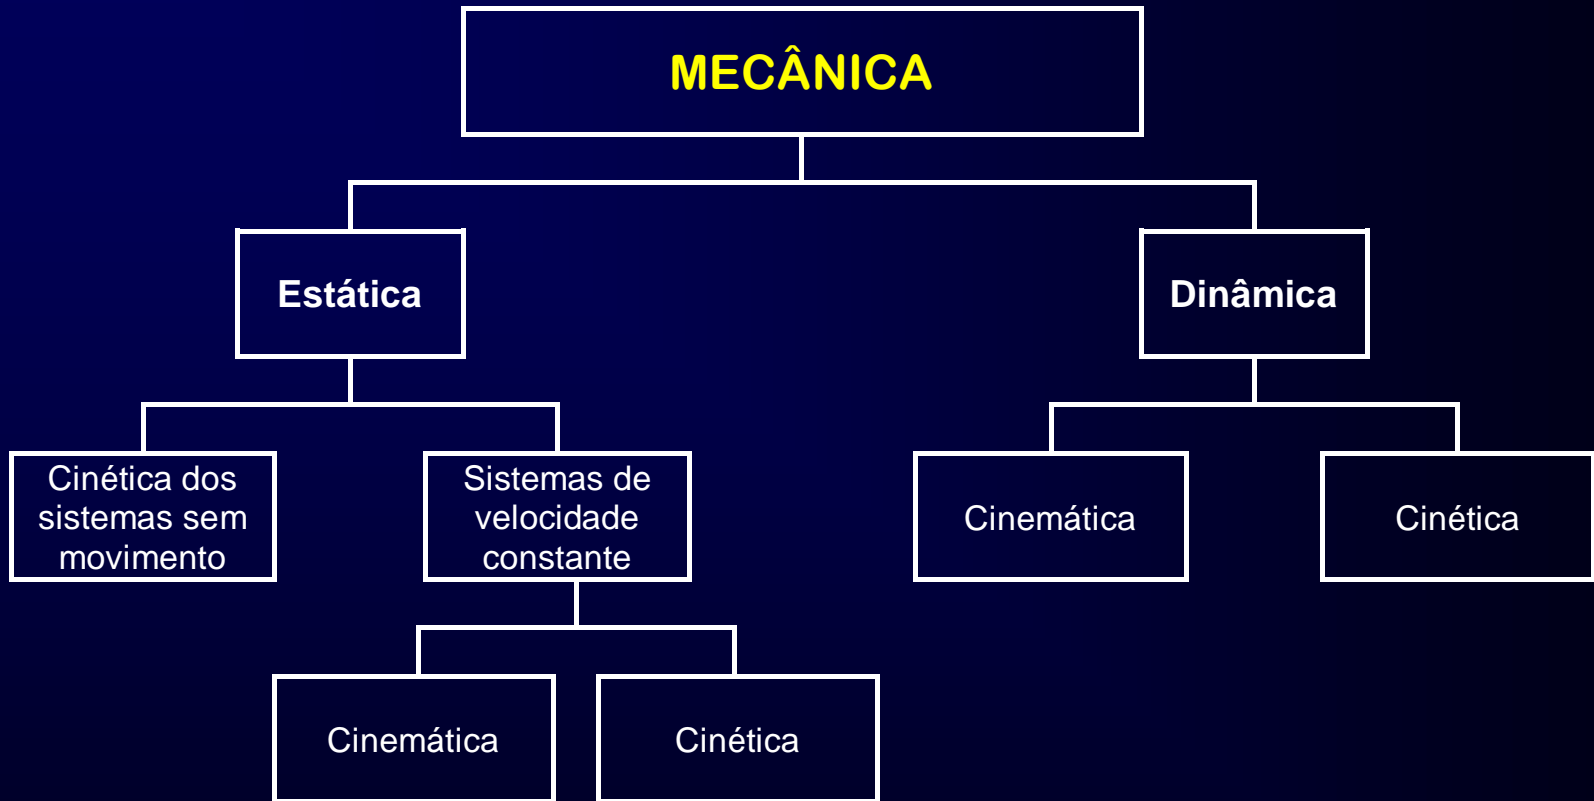 MECÂNICA
Estática
Dinâmica
Cinética dos
sistemas sem
movimento
Sistemas de
velocidade
constante
Cinemática
Cinética
Cinemática
Cinética